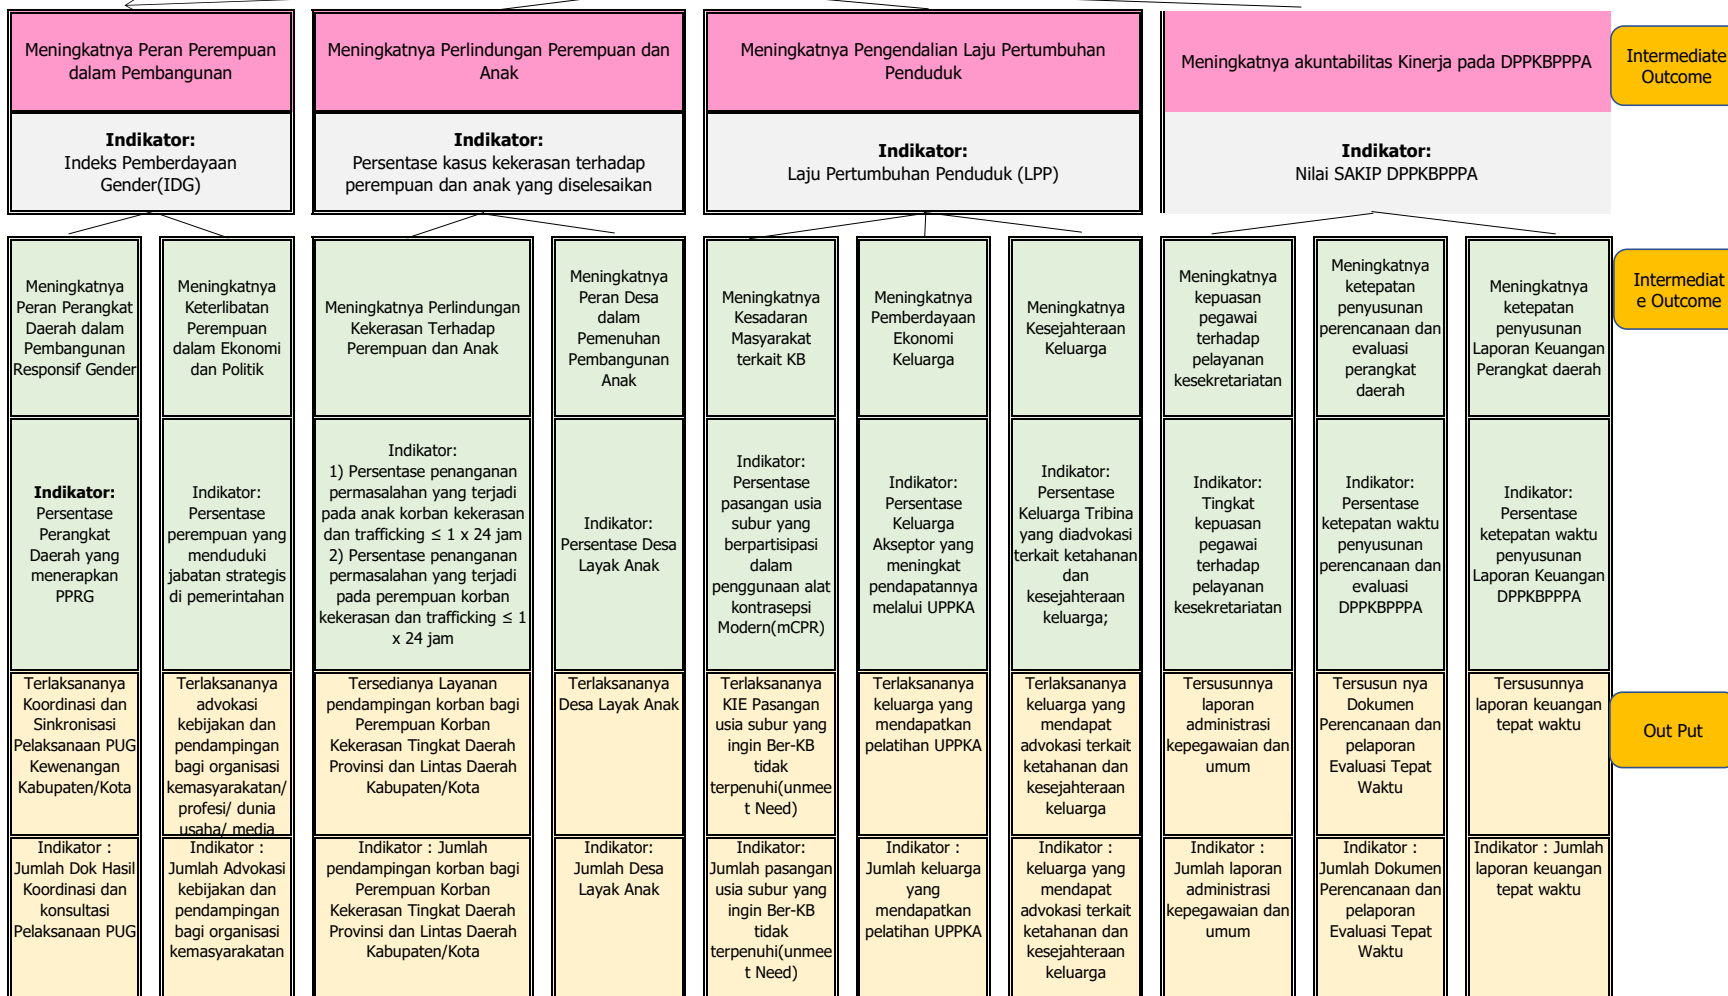 Meningkatnya Peran Perempuan
dalam Pembangunan
Meningkatnya Perlindungan Perempuan dan
Anak
Meningkatnya Pengendalian Laju Pertumbuhan
Penduduk
Meningkatnya akuntabilitas Kinerja pada DPPKBPPPA
Intermediate
Outcome
Indikator:
Indeks Pemberdayaan
Gender(IDG)
Indikator:
Persentase kasus kekerasan terhadap
perempuan dan anak yang diselesaikan
Indikator:
Laju Pertumbuhan Penduduk (LPP)
Indikator:
Nilai SAKIP DPPKBPPPA
Meningkatnya
Peran Perangkat
Daerah dalam
Pembangunan
Responsif Gender
Meningkatnya
Keterlibatan
Perempuan
dalam Ekonomi
dan Politik
Meningkatnya Perlindungan
Kekerasan Terhadap
Perempuan dan Anak
Meningkatnya
Peran Desa
dalam
Pemenuhan
Pembangunan
Anak
Meningkatnya
Kesadaran
Masyarakat
terkait KB
Meningkatnya
Pemberdayaan
Ekonomi
Keluarga
Meningkatnya
Kesejahteraan
Keluarga
Meningkatnya
kepuasan
pegawai
terhadap
pelayanan
kesekretariatan
Meningkatnya
ketepatan
penyusunan
perencanaan dan
evaluasi
perangkat
daerah
Meningkatnya
ketepatan
penyusunan
Laporan Keuangan
Perangkat daerah
Intermediat
e Outcome
Indikator:
Persentase
Perangkat
Daerah yang
menerapkan
PPRG
Indikator:
Persentase
perempuan yang
menduduki
jabatan strategis
di pemerintahan
Indikator:
1) Persentase penanganan
permasalahan yang terjadi
pada anak korban kekerasan
dan trafficking ≤ 1 x 24 jam
2) Persentase penanganan
permasalahan yang terjadi
pada perempuan korban
kekerasan dan trafficking ≤ 1
x 24 jam
Indikator:
Persentase Desa
Layak Anak
Indikator:
Persentase
pasangan usia
subur yang
berpartisipasi
dalam
penggunaan alat
kontrasepsi
Modern(mCPR)
Indikator:
Persentase
Keluarga
Akseptor yang
meningkat
pendapatannya
melalui UPPKA
Indikator:
Persentase
Keluarga Tribina
yang diadvokasi
terkait ketahanan
dan
kesejahteraan
keluarga;
Indikator:
Tingkat
kepuasan
pegawai
terhadap
pelayanan
kesekretariatan
Indikator:
Persentase
ketepatan waktu
penyusunan
perencanaan dan
evaluasi
DPPKBPPPA
Indikator:
Persentase
ketepatan waktu
penyusunan
Laporan Keuangan
DPPKBPPPA
Terlaksananya
Koordinasi dan
Sinkronisasi
Pelaksanaan PUG
Kewenangan
Kabupaten/Kota
Terlaksananya
advokasi
kebijakan dan
pendampingan
bagi organisasi
kemasyarakatan/
profesi/ dunia
usaha/ media
Tersedianya Layanan
pendampingan korban bagi
Perempuan Korban
Kekerasan Tingkat Daerah
Provinsi dan Lintas Daerah
Kabupaten/Kota
Terlaksananya
Desa Layak Anak
Terlaksananya
KIE Pasangan
usia subur yang
ingin Ber-KB
tidak
terpenuhi(unmee
t Need)
Terlaksananya
keluarga yang
mendapatkan
pelatihan UPPKA
Terlaksananya
keluarga yang
mendapat
advokasi terkait
ketahanan dan
kesejahteraan
keluarga
Tersusunnya
laporan
administrasi
kepegawaian dan
umum
Tersusun nya
Dokumen
Perencanaan dan
pelaporan
Evaluasi Tepat
Waktu
Tersusunnya
laporan keuangan
tepat waktu
Out Put
Indikator :
Jumlah Dok Hasil
Koordinasi dan
konsultasi
Pelaksanaan PUG
Indikator :
Jumlah Advokasi
kebijakan dan
pendampingan
bagi organisasi
kemasyarakatan
Indikator : Jumlah
pendampingan korban bagi
Perempuan Korban
Kekerasan Tingkat Daerah
Provinsi dan Lintas Daerah
Kabupaten/Kota
Indikator:
Jumlah Desa
Layak Anak
Indikator:
Jumlah pasangan
usia subur yang
ingin Ber-KB
tidak
terpenuhi(unmee
t Need)
Indikator :
Jumlah keluarga
yang
mendapatkan
pelatihan UPPKA
Indikator :
keluarga yang
mendapat
advokasi terkait
ketahanan dan
kesejahteraan
keluarga
Indikator :
Jumlah laporan
administrasi
kepegawaian dan
umum
Indikator :
Jumlah Dokumen
Perencanaan dan
pelaporan
Evaluasi Tepat
Waktu
Indikator : Jumlah
laporan keuangan
tepat waktu